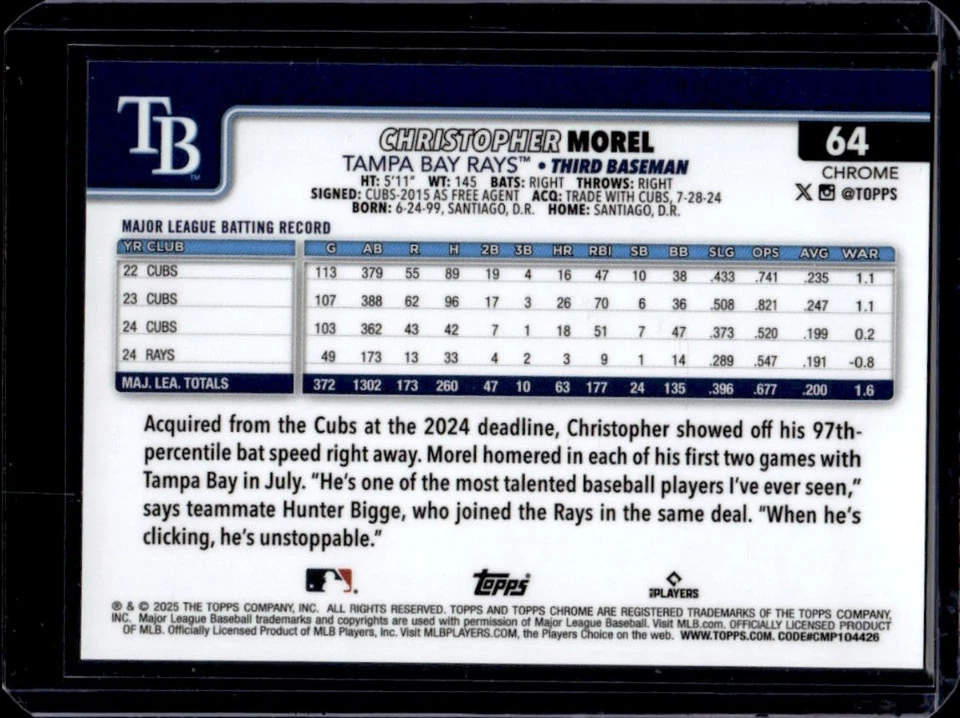 TB
CHRISTOPHER MOREL
64
TAMPA BAY RAYS™ • THIRD BASEMAN
CHROME
HT: 5'11" WT: 145 BATS: RIGHT THROWS: RIGHT
SIGNED: CUBS-2015 AS FREE AGENT ACQ: TRADE WITH CUBS, 7-28-24
X @TOPPS
BORN: 6-24-99, SANTIAGO, D.R. HOME: SANTIAGO, D.R.
MAJOR LEAGUE BATTING RECORD
YR CLUB G AB R H 2B 3B HR RBI SB BB SLG OPS AVG WAR
22 CUBS 113 379 55 89 19 4 16 47 10 38 .433 .741 .235 1.1
23 CUBS 107 388 62 96 17 3 26 70 6 36 .508 .821 .247 1.1
24 CUBS 103 362 43 42 7 1 18 51 7 47 .373 .520 .199 0.2
24 RAYS 49 173 13 33 4 2 3 9 1 14 .289 .547 .191 -0.8
MAJ. LEA. TOTALS 372 1302 173 260 47 10 63 177 24 135 .396 .677 .200 1.6
Acquired from the Cubs at the 2024 deadline, Christopher showed off his 97th-
percentile bat speed right away. Morel homered in each of his first two games with
Tampa Bay in July. "He's one of the most talented baseball players I've ever seen,"
says teammate Hunter Bigge, who joined the Rays in the same deal. "When he's
clicking, he's unstoppable."
Topps
PLAYERS
® & © 2025 THE TOPPS COMPANY, INC. ALL RIGHTS RESERVED. TOPPS AND TOPPS CHROME ARE REGISTERED TRADEMARKS OF THE TOPPS COMPANY,
INC. Major League Baseball trademarks and copyrights are used with permission of Major League Baseball. Visit MLB.com. OFFICIALLY LICENSED PRODUCT
OF MLB. Officially Licensed Product of MLB Players, Inc. Visit MLBPLAYERS.COM, the Players Choice on the web. WWW.TOPPS.COM. CODE#CMP104426